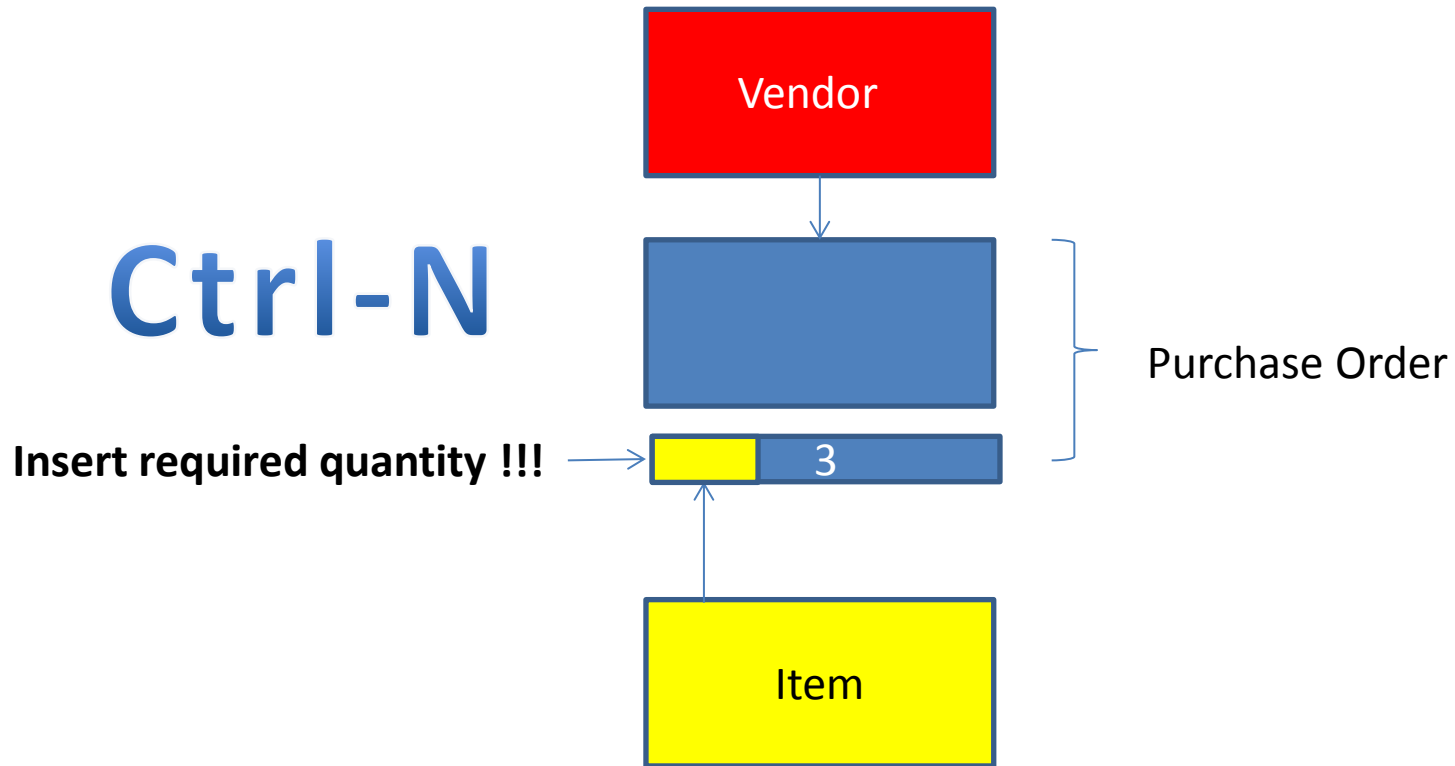 Vendor
Ctrl-N
Purchase Order
Insert required quantity !!!
3
Item